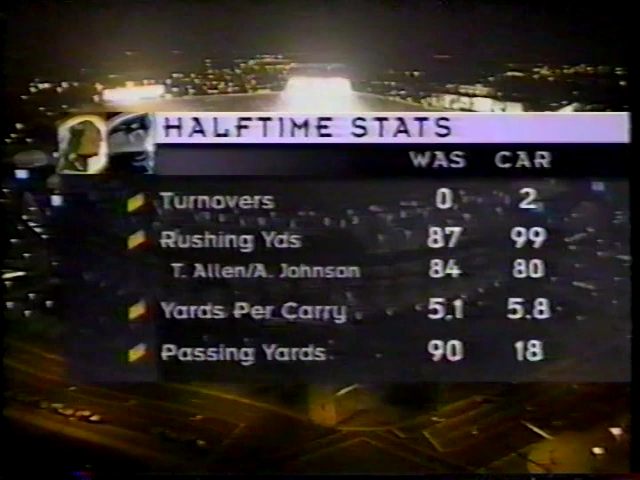 HALFTIME STATS
WAS CAR
Turnovers 0 2
Rushing Yds 87 99
T. Allen/A. Johnson 84 80
Yards Per Carry 5.1 5.8
Passing Yards 90 18